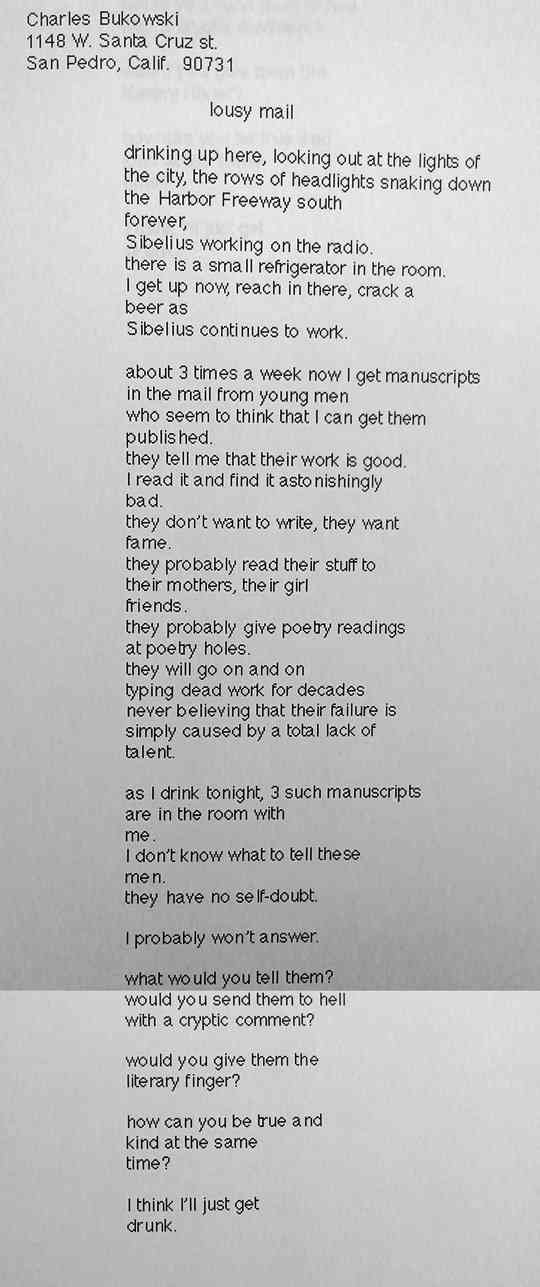 Charles Bukowski
1148 W. Santa Cruz st.
San Pedro, Calif. 90731
lousy mail
drinking up here, looking out at the lights of
the city, the rows of headlights snaking down
the Harbor Freeway south
forever,
Sibelius working on the radio.
there is a small refrigerator in the room.
I get up now, reach in there, crack a
beer as
Sibelius continues to work.
about 3 times a week now I get manuscripts
in the mail from young men
who seem to think that I can get them
published.
they tell me that their work is good.
I read it and find it astonishingly
bad.
they don't want to write, they want
fame.
they probably read their stuff to
their mothers, their girl
friends.
they probably give poetry readings
at poetry holes.
they will go on and on
typing dead work for decades
never believing that their failure is
simply caused by a total lack of
talent.
as I drink tonight, 3 such manuscripts
are in the room with
me.
I don't know what to tell these
men.
they have no self-doubt.
I probably won't answer.
what would you tell them?
would you send them to hell
with a cryptic comment?
would you give them the
literary finger?
how can you be true and
kind at the same
time?
I think I'll just get
drunk.